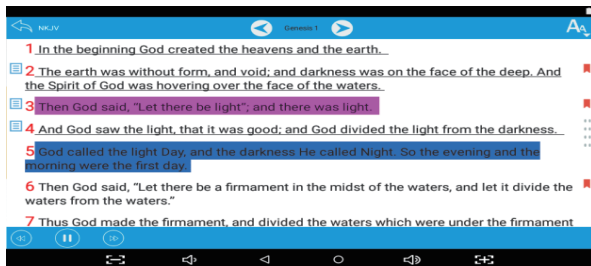 NKJV
Genesis 1
AA
1 In the beginning God created the heavens and the earth.
2 The earth was without form, and void; and darkness was on the face of the deep. And
the Spirit of God was hovering over the face of the waters.
3 Then God said, “Let there be light”; and there was light.
4 And God saw the light, that it was good; and God divided the light from the darkness.
5 God called the light Day, and the darkness He called Night. So the evening and the
morning were the first day.
6 Then God said, “Let there be a firmament in the midst of the waters, and let it divide the
waters from the waters.”
7 Thus God made the firmament, and divided the waters which were under the firmament